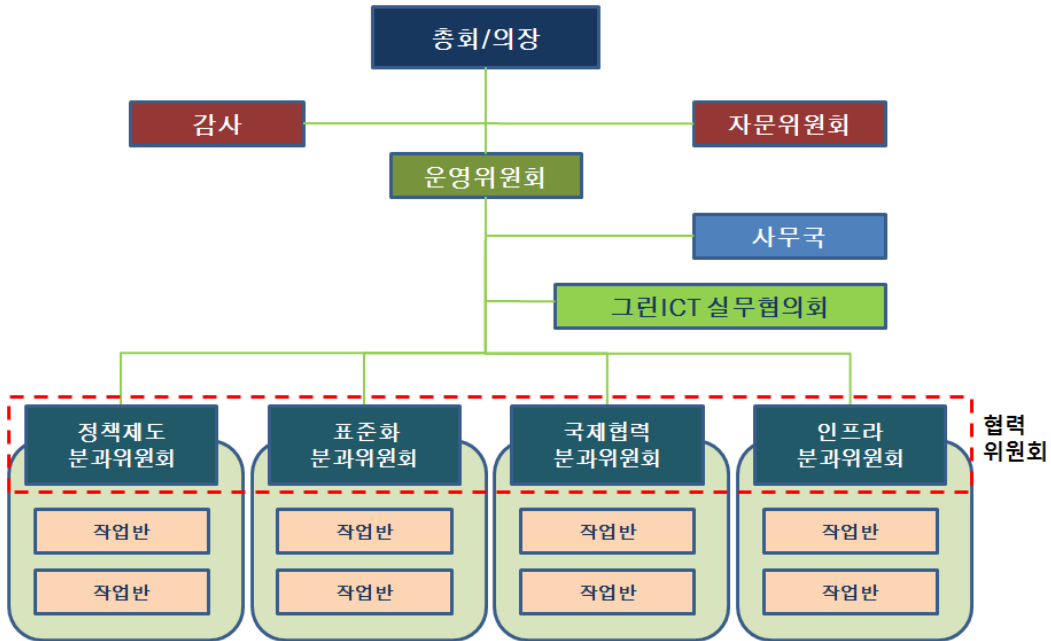 총회/의장
감사
자문위원회
운영위원회
사무국
그린ICT 실무협의회
정책제도
분과위원회
표준화
분과위원회
국제협력
분과위원회
인프라
분과위원회
협력
위원회
작업반
작업반
작업반
작업반
작업반
작업반
작업반
작업반